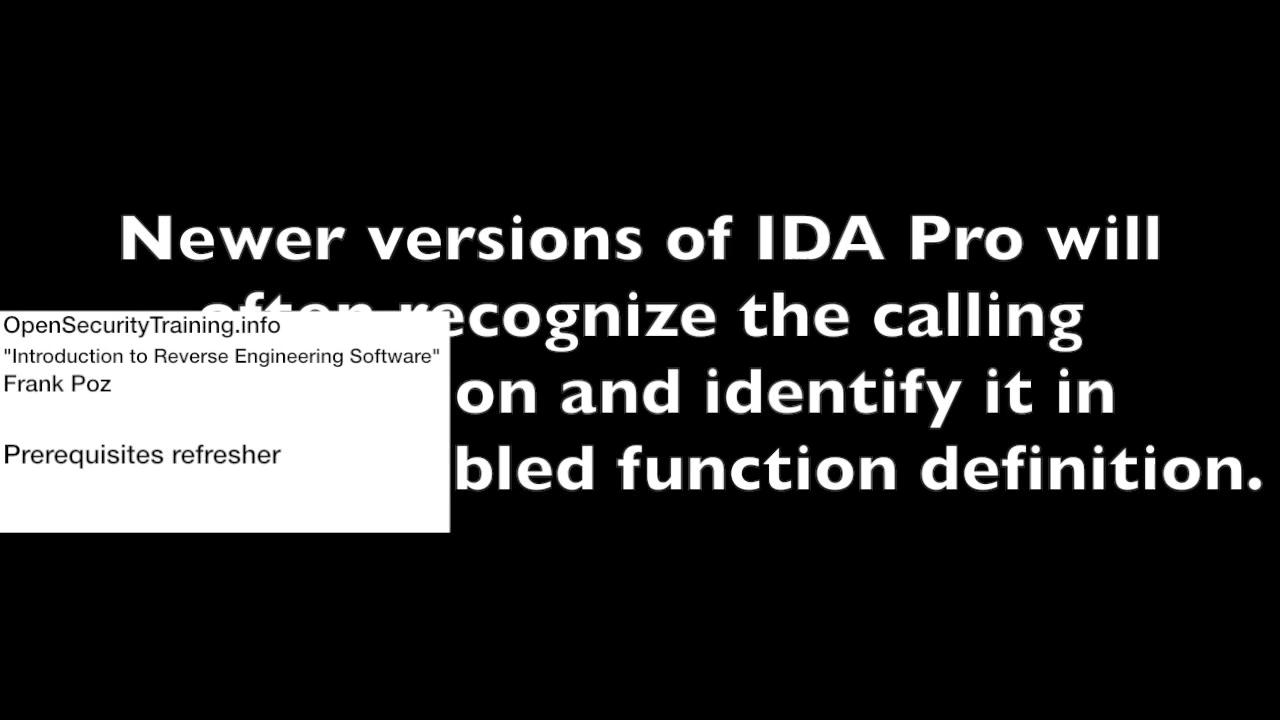 Newer versions of IDA Pro will
often recognize the calling
on and identify it in
bled function definition.
OpenSecurityTraining.info
"Introduction to Reverse Engineering Software"
Frank Poz
Prerequisites refresher